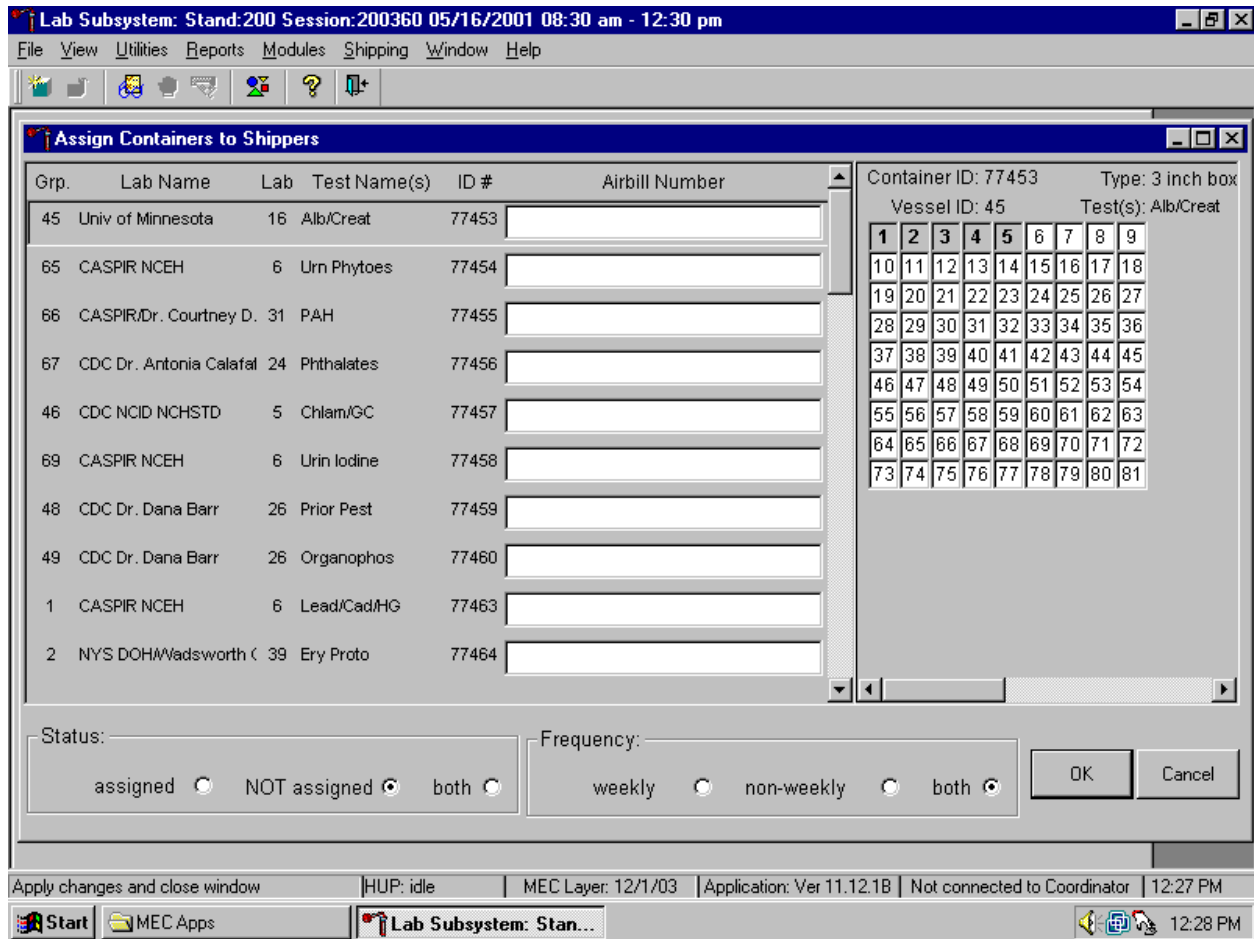 Lab Subsystem: Stand:200 Session:200360 05/16/2001 08:30 am - 12:30 pm
File View Utilities Reports Modules Shipping Window Help
Assign Containers to Shippers
Grp. Lab Name Lab Test Name(s) ID # Airbill Number
45 Univ of Minnesota 16 Alb/Creat 77453
65 CASPIR NCEH 6 Urn Phytoes 77454
66 CASPIR/Dr. Courtney D. 31 PAH 77455
67 CDC Dr. Antonia Calafal 24 Phthalates 77456
46 CDC NCID NCHSTD 5 Chlam/GC 77457
69 CASPIR NCEH 6 Urin Iodine 77458
48 CDC Dr. Dana Barr 26 Prior Pest 77459
49 CDC Dr. Dana Barr 26 Organophos 77460
1 CASPIR NCEH 6 Lead/Cad/HG 77463
2 NYS DOH/Wadsworth C 39 Ery Proto 77464
Container ID: 77453 Type: 3 inch box
Vessel ID: 45 Test(s): Alb/Creat
1 2 3 4 5 6 7 8 9
10 11 12 13 14 15 16 17 18
19 20 21 22 23 24 25 26 27
28 29 30 31 32 33 34 35 36
37 38 39 40 41 42 43 44 45
46 47 48 49 50 51 52 53 54
55 56 57 58 59 60 61 62 63
64 65 66 67 68 69 70 71 72
73 74 75 76 77 78 79 80 81
Status:
assigned NOT assigned both
Frequency:
weekly non-weekly both
OK Cancel
Apply changes and close window HUP: idle MEC Layer: 12/1/03 Application: Ver 11.12.1B Not connected to Coordinator 12:27 PM
Start MEC Apps Lab Subsystem: Stan... 12:28 PM